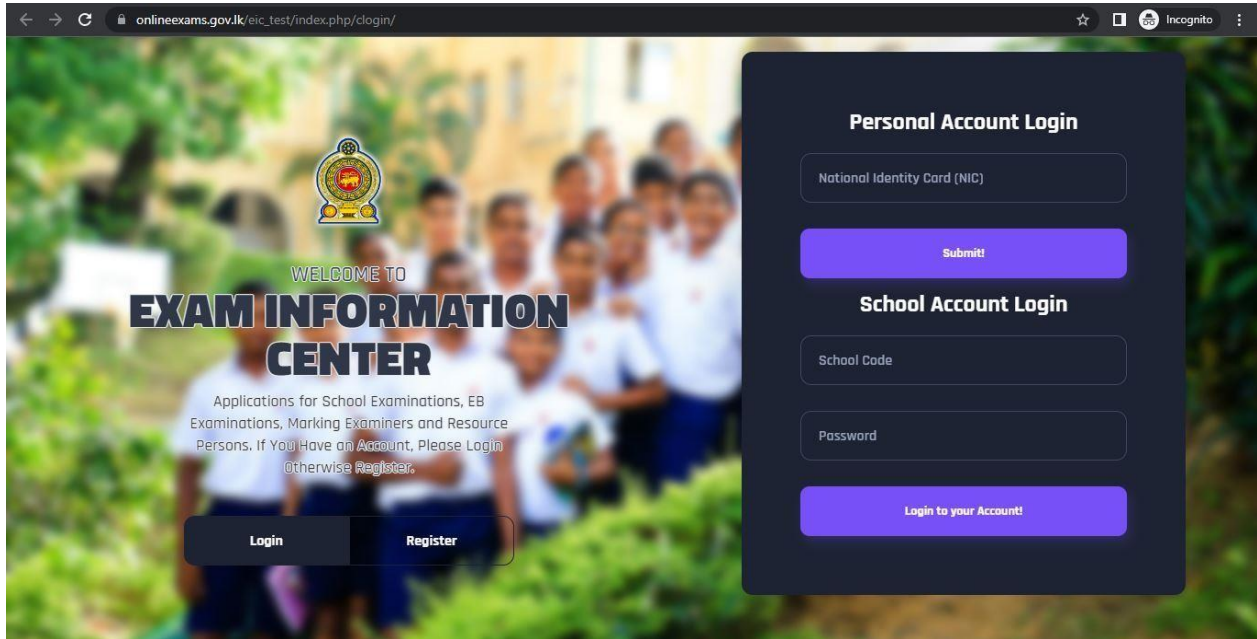 onlineexams.gov.lk/eic_test/index.php/clogin/
Incognito
WELCOME TO
EXAM INFORMATION
CENTER
Applications for School Examinations, EB
Examinations, Marking Examiners and Resource
Persons. If You Have an Account, Please Login
Otherwise Register.
Login
Register
Personal Account Login
National Identity Card (NIC)
Submit!
School Account Login
School Code
Password
Login to your Account!